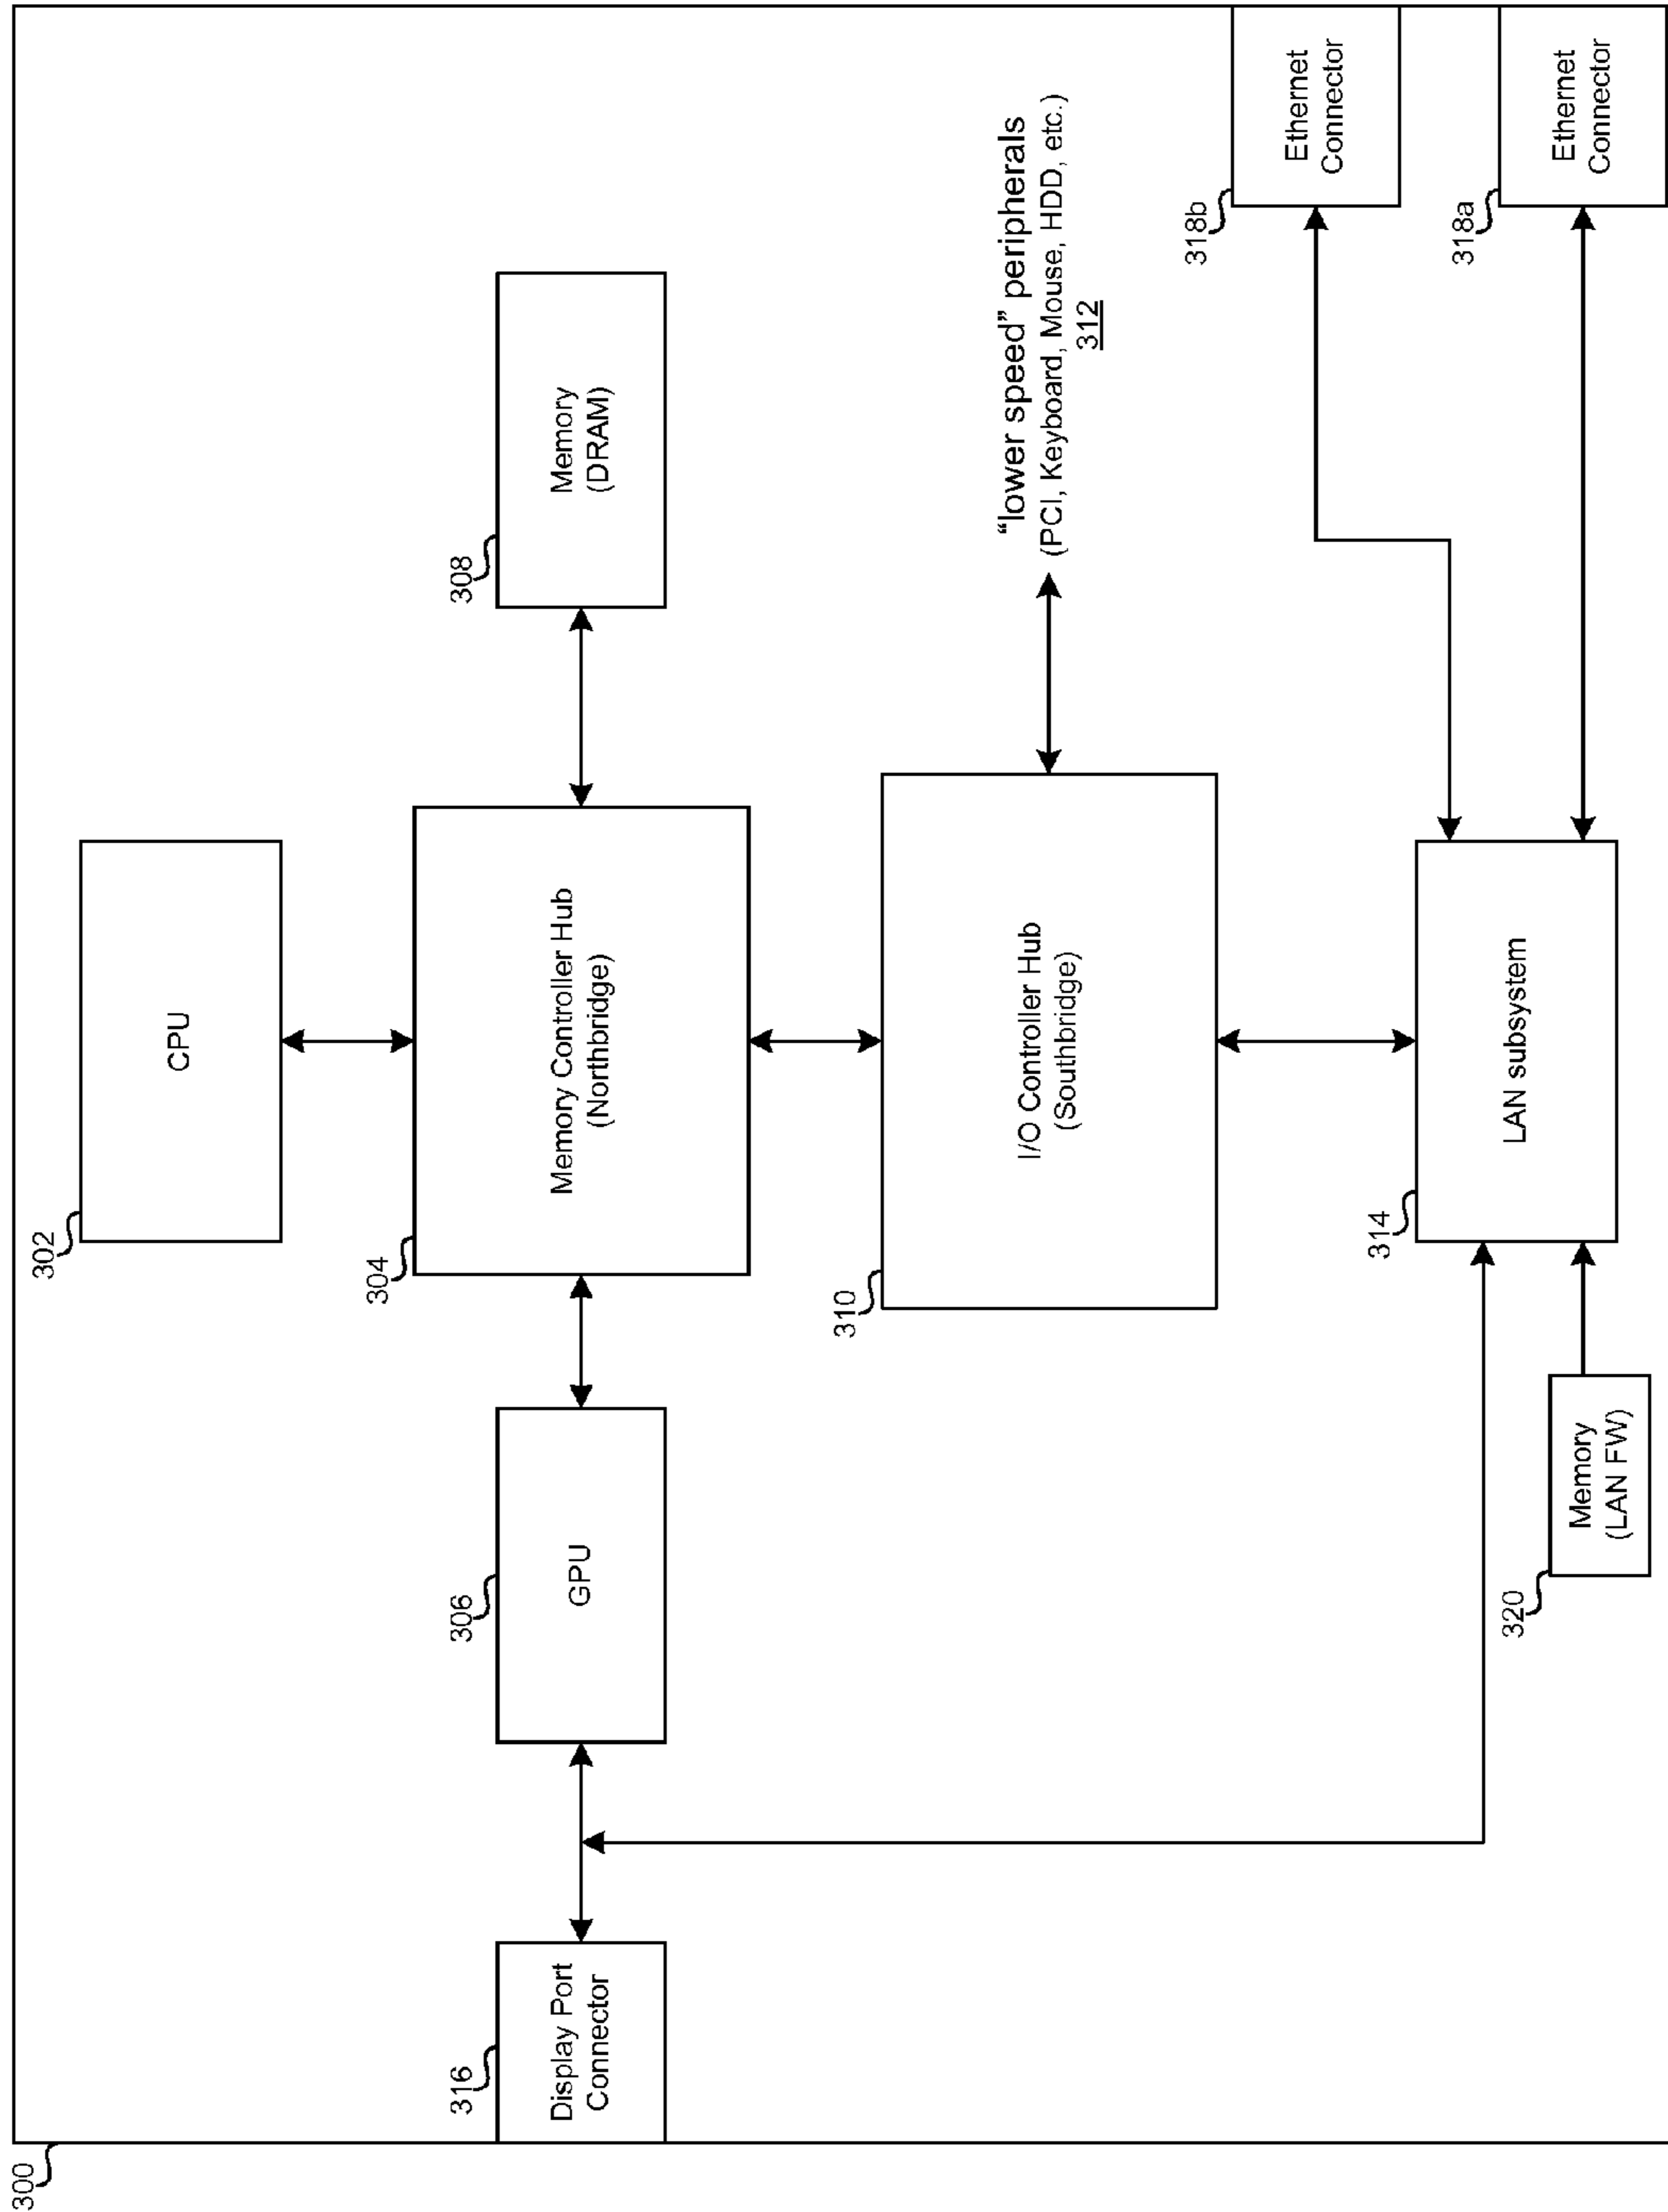 300
302
CPU
304
Memory Controller Hub
(Northbridge)
306
GPU
308
Memory
(DRAM)
316
Display Port
Connector
310
I/O Controller Hub
(Southbridge)
“lower speed” peripherals
(PCI, Keyboard, Mouse, HDD, etc.)
312
314
LAN subsystem
318b
Ethernet
Connector
320
Memory
(LAN FW)
318a
Ethernet
Connector